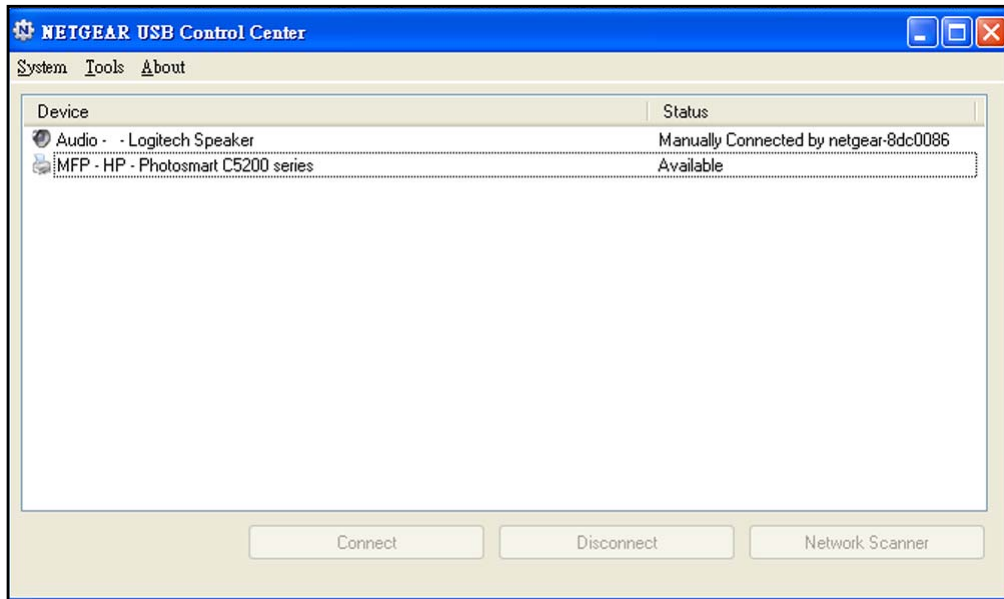 NETGEAR USB Control Center
System Tools About
Device Status
Audio - - Logitech Speaker Manually Connected by netgear-8dc0086
MFP - HP - Photosmart C5200 series Available
Connect Disconnect Network Scanner